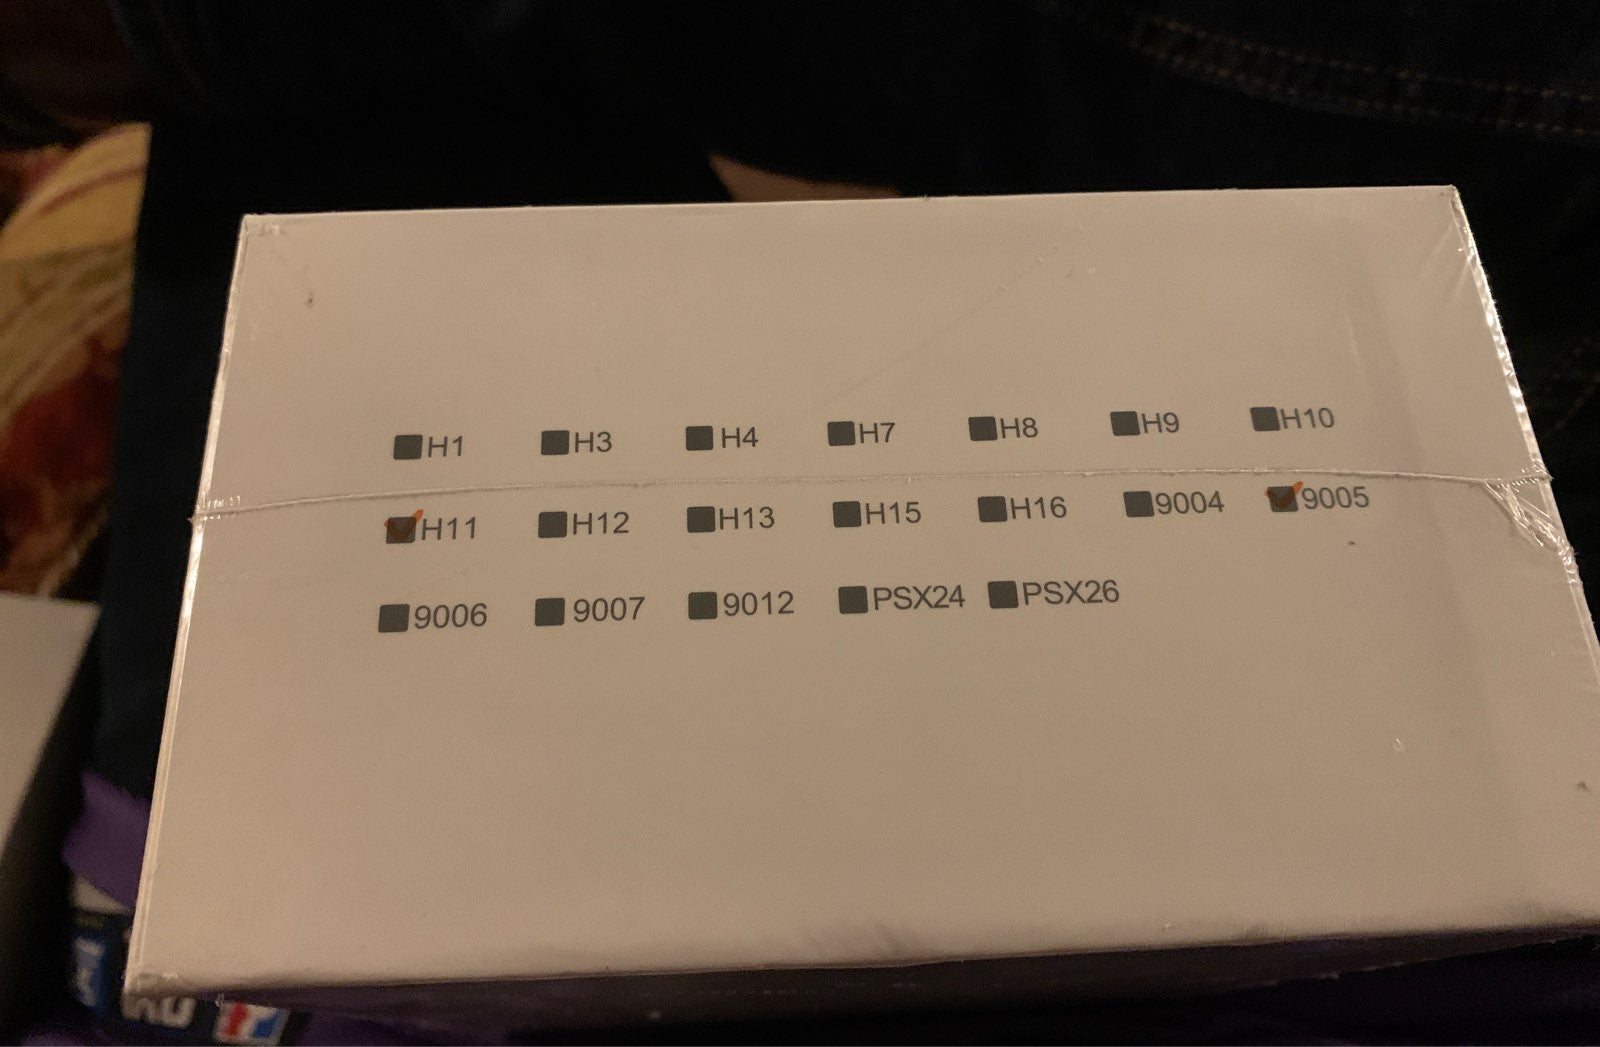 H1 H3 H4 H7 H8 H9 H10
H11 H12 H13 H15 H16 9004 9005
9006 9007 9012 PSX24 PSX26